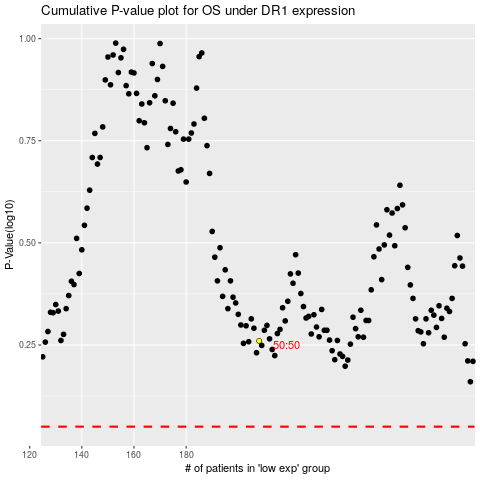 Cumulative P-value plot for OS under DR1 expression
1.00
0.75
0.50
0.25
P-Value(log10)
50:50
120 140 160 180
# of patients in 'low exp' group